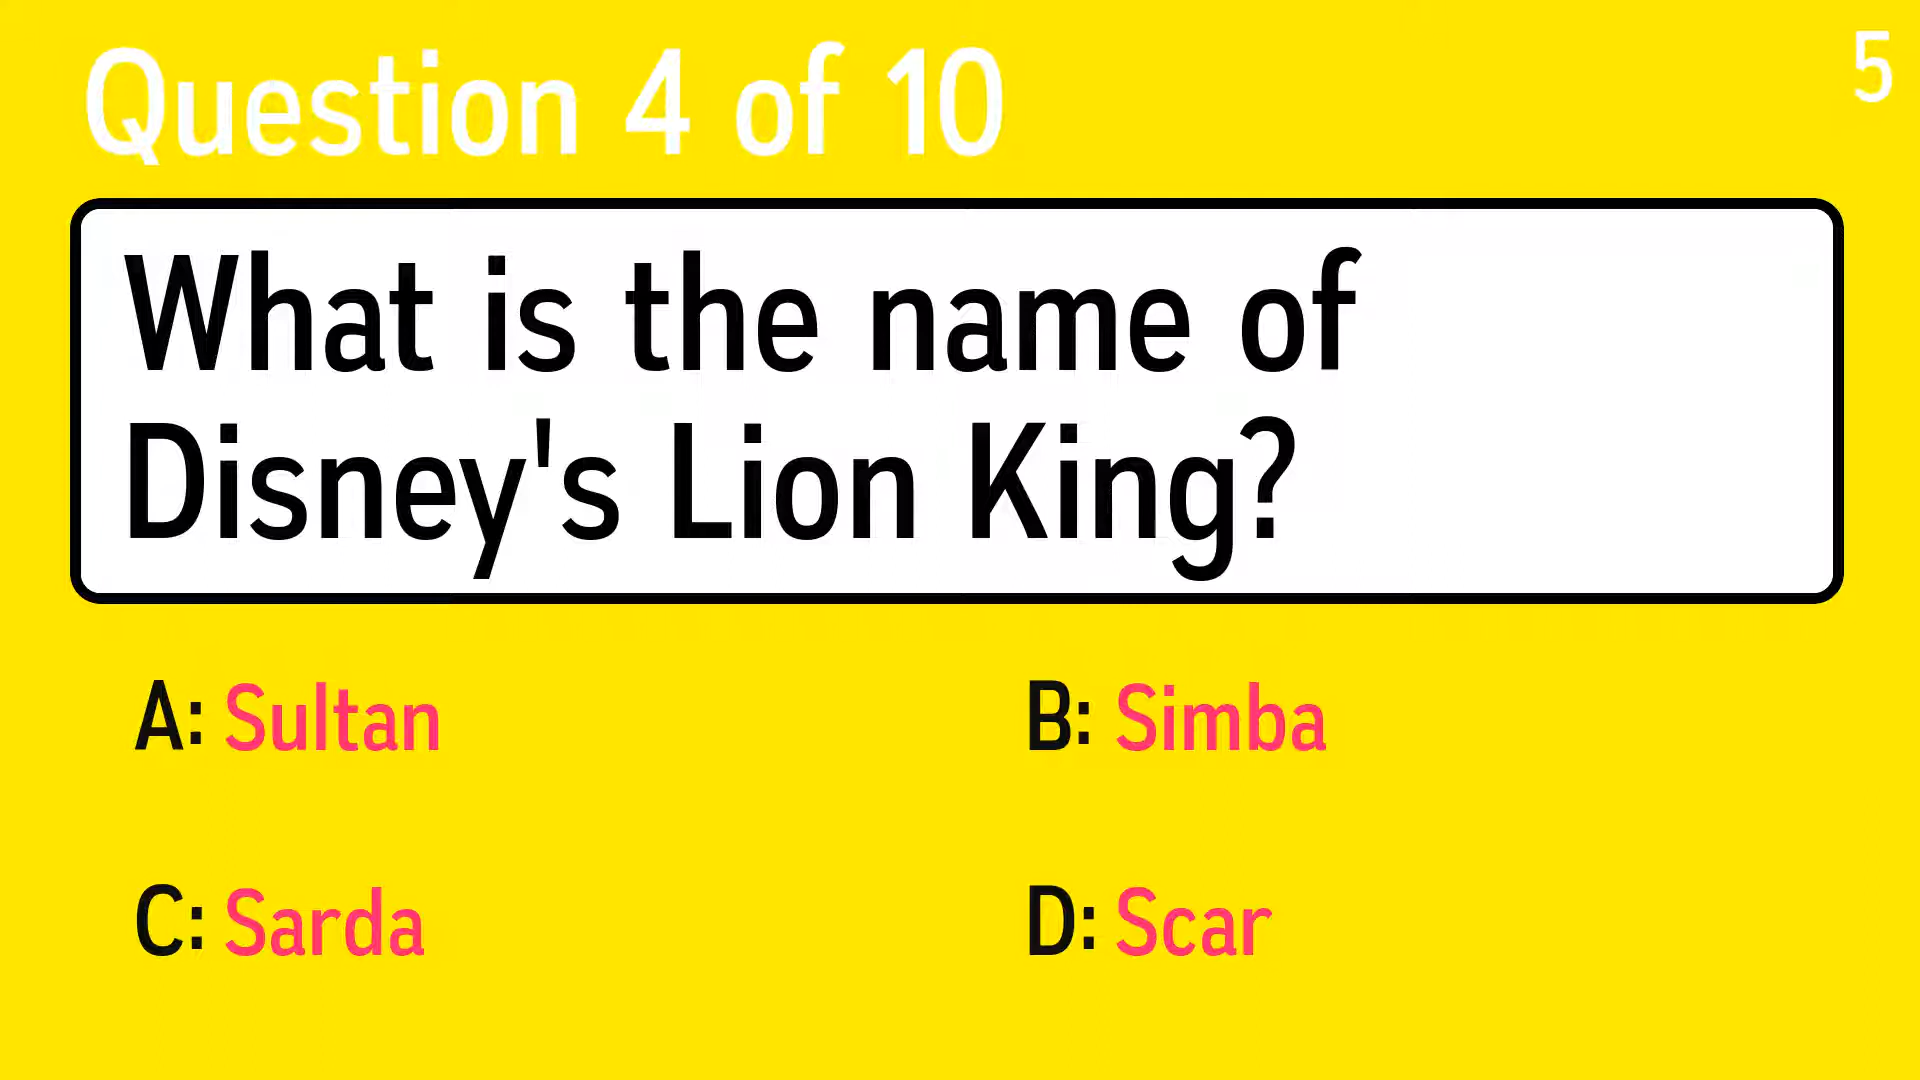 Question 4 of 10
5
What is the name of
Disney's Lion King?
A: Sultan
B: Simba
C: Sarda
D: Scar